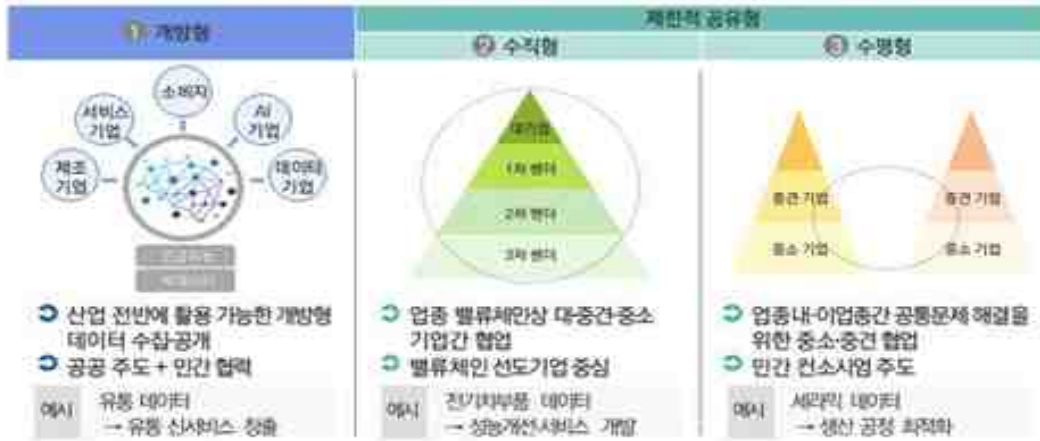 ① 개방형
제한적 공유형
② 수직형
③ 수평형
소비자
서비스
기업
AI
기업
제조
기업
데이터
기업
대기업
1차 벤더
2차 벤더
3차 벤더
중견 기업
중소 기업
중견 기업
중소 기업
산업 전반에 활용 가능한 개방형
데이터 수집·공개
공공 주도 + 민간 협력
예시
유통 데이터
→ 유통 신서비스 창출
업종 밸류체인상 대·중견·중소
기업간 협업
밸류체인 선도기업 중심
예시
전기차부품 데이터
→ 성능개선·서비스 개발
업종내·이업종간 공통문제 해결을
위한 중소·중견 협업
민간 컨소시엄 주도
예시
세라믹 데이터
→ 생산 공정 최적화